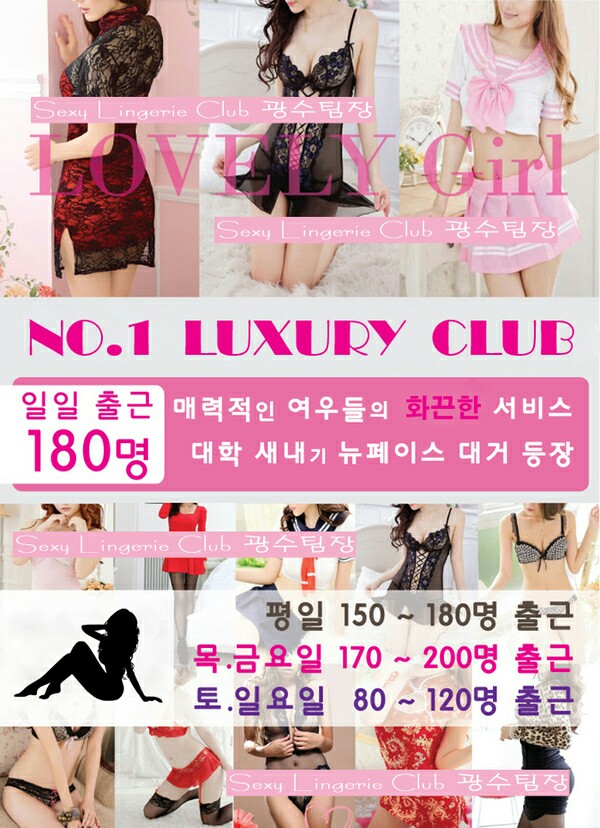 Sexy Lingerie Club 광수팀장
LOVELY Girl
Sexy Lingerie Club 광수팀장
NO.1 LUXURY CLUB
일일 출근
180명
매력적인 여우들의 화끈한 서비스
대학 새내기 뉴페이스 대거 등장
Sexy Lingerie Club 광수팀장
평일 150 ~ 180명 출근
목.금요일 170 ~ 200명 출근
토.일요일 80 ~ 120명 출근
Sexy Lingerie Club 광수팀장